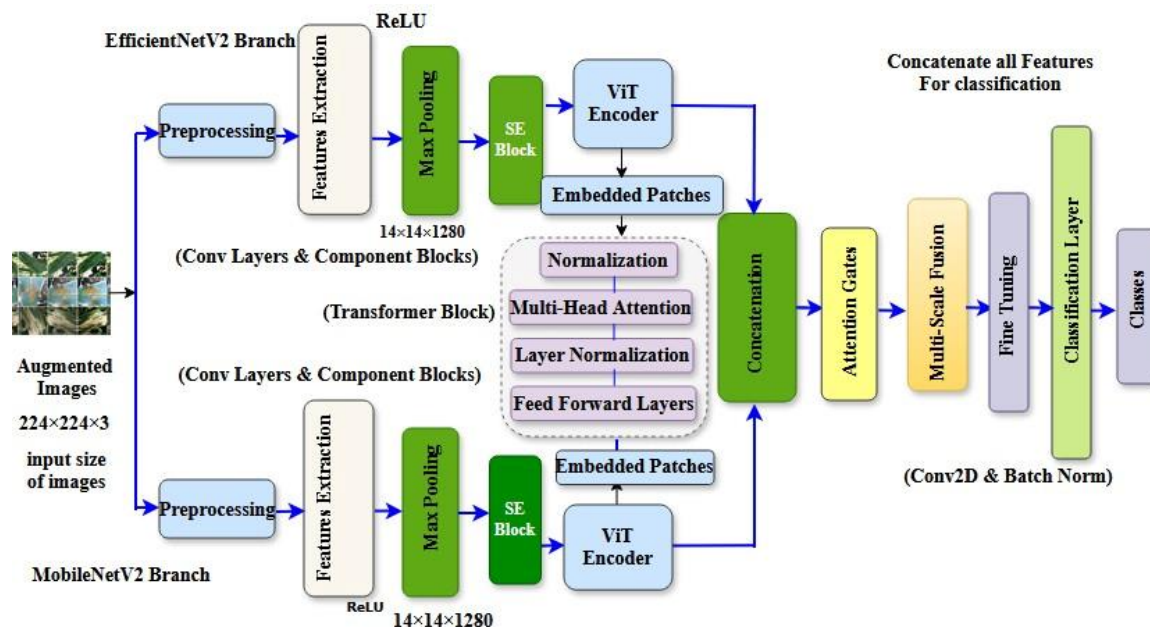 EfficientNetV2 Branch
ReLU
Preprocessing
Features Extraction
Max Pooling
14×14×1280
SE
Block
ViT
Encoder
Embedded Patches
(Conv Layers & Component Blocks)
Normalization
(Transformer Block)
Multi-Head Attention
Layer Normalization
Feed Forward Layers
(Conv Layers & Component Blocks)
Augmented
Images
224×224×3
input size
of images
Preprocessing
MobileNetV2 Branch
Features Extraction
ReLU
Max Pooling
14×14×1280
SE
Block
ViT
Encoder
Embedded Patches
Concatenation
Attention Gates
Multi-Scale Fusion
Fine Tuning
Concatenate all Features
For classification
Classification Layer
(Conv2D & Batch Norm)
Classes